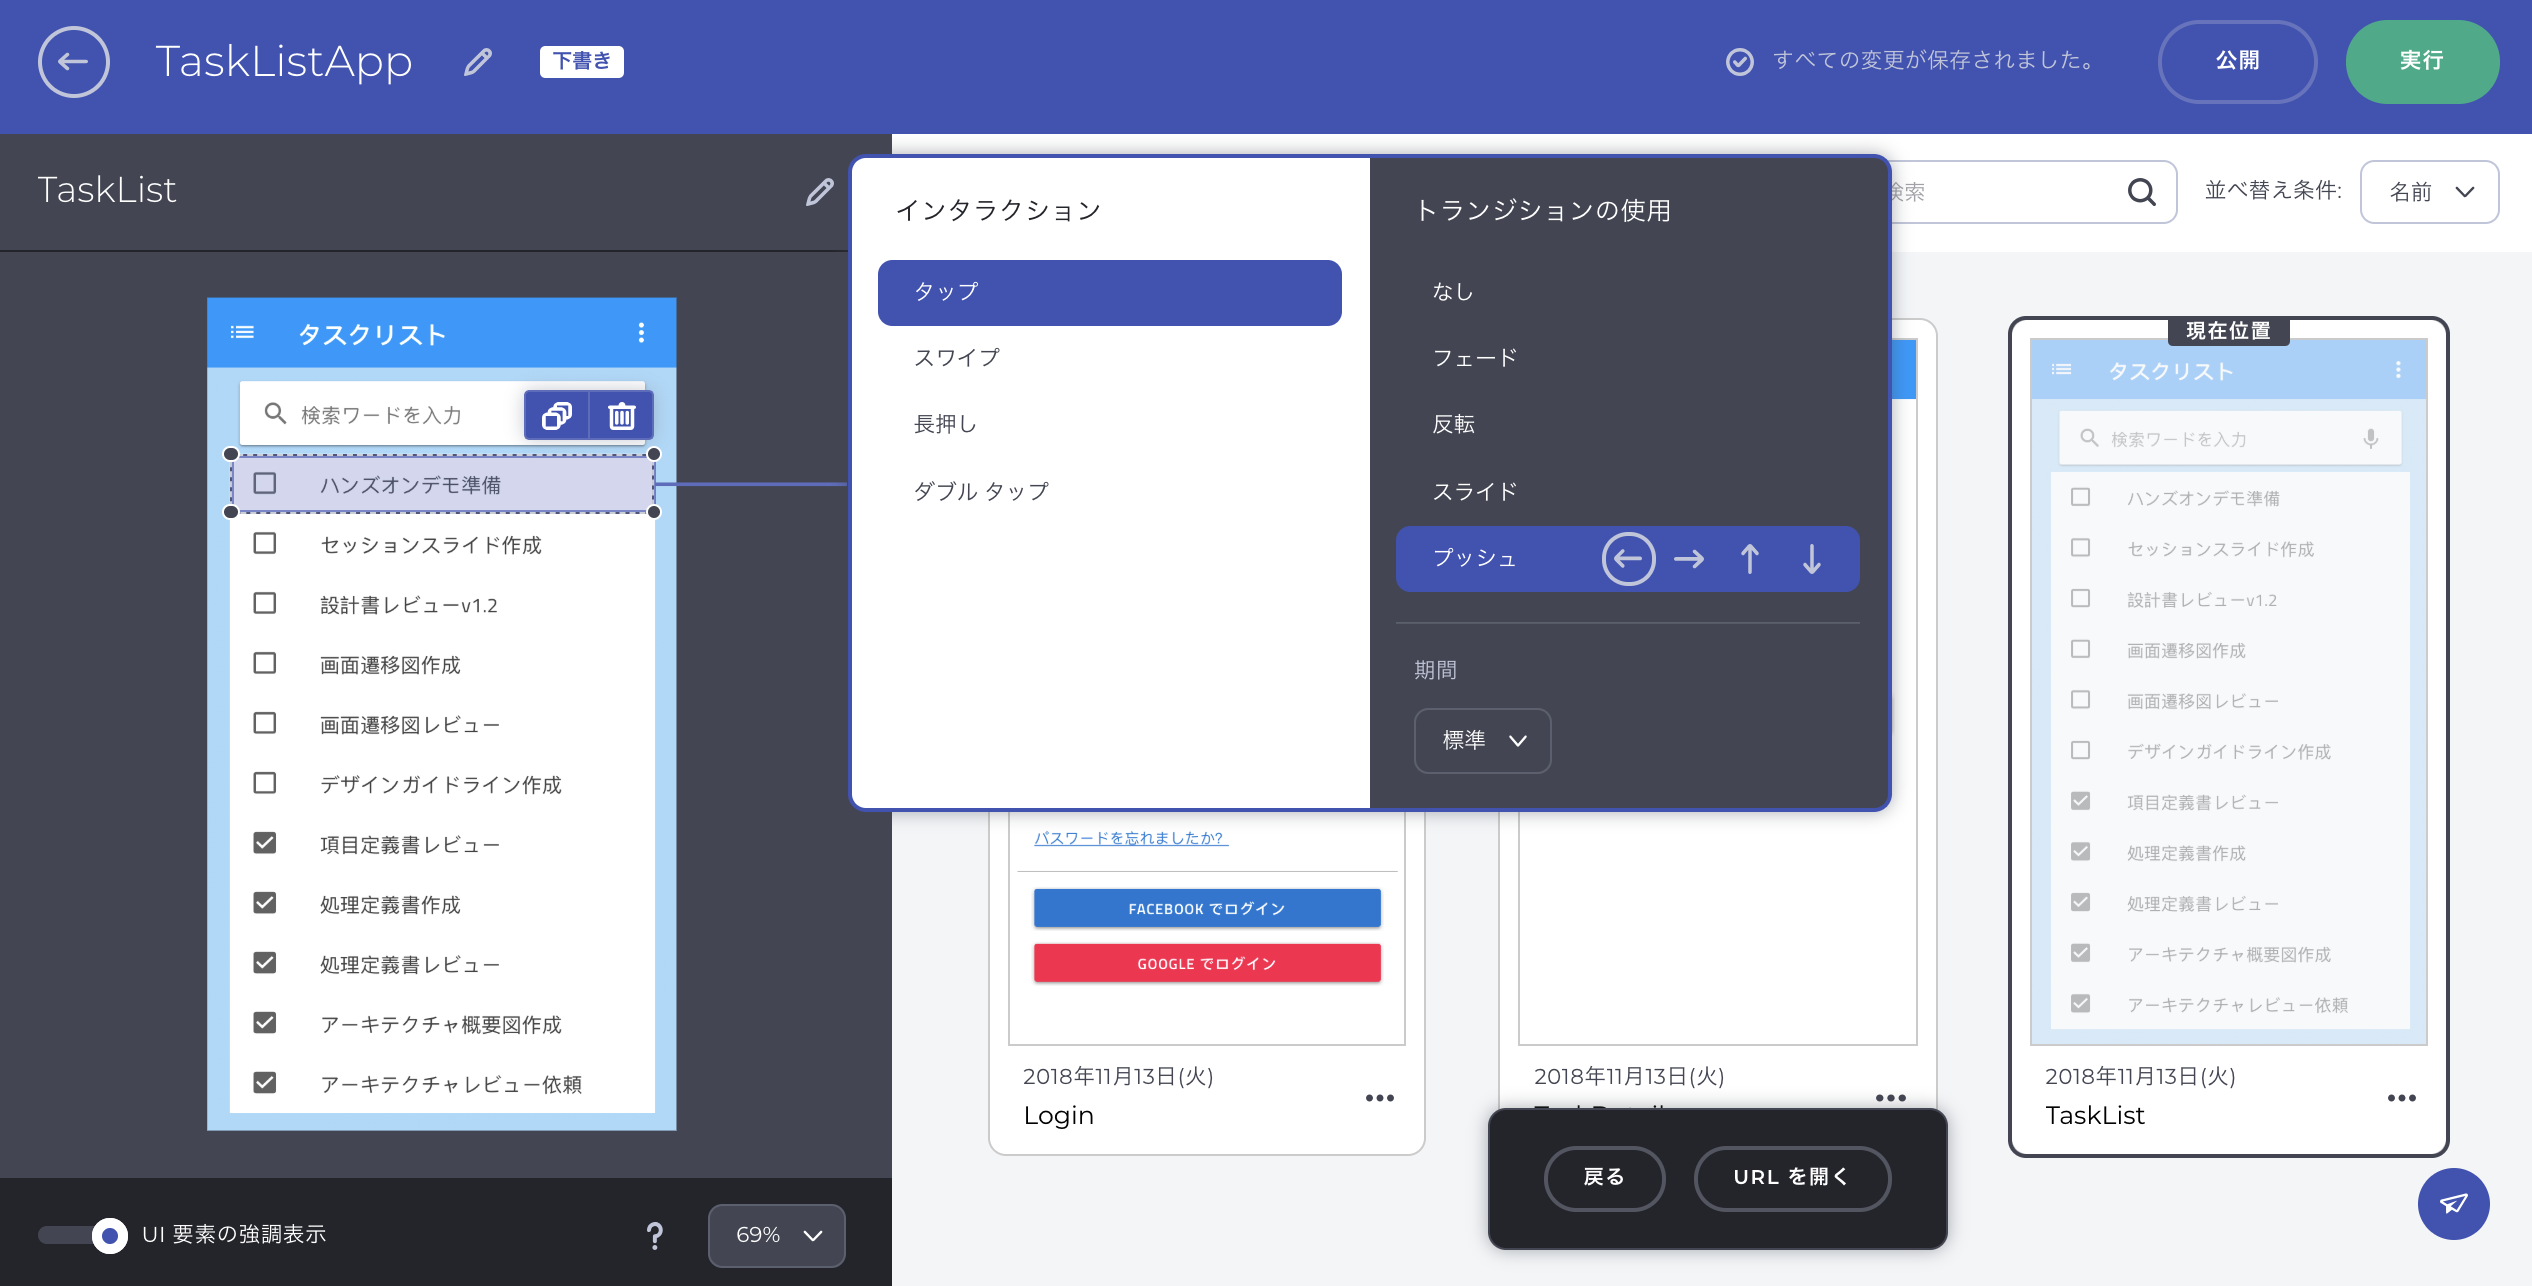 TaskListApp
下書き
すべての変更が保存されました。
公開
実行
TaskList
タスクリスト
検索ワードを入力
ハンズオンデモ準備
セッションスライド作成
設計書レビューv1.2
画面遷移図作成
画面遷移図レビュー
デザインガイドライン作成
項目定義書レビュー
処理定義書作成
処理定義書レビュー
アーキテクチャ概要図作成
アーキテクチャレビュー依頼
UI 要素の強調表示
?
69%
インタラクション
タップ
スワイプ
長押し
ダブル タップ
トランジションの使用
なし
フェード
反転
スライド
プッシュ
期間
標準
検索
並べ替え条件:
名前
パスワードを忘れましたか?
FACEBOOK でログイン
GOOGLE でログイン
2018年11月13日(火)
Login
2018年11月13日(火)
戻る
URL を開く
現在位置
タスクリスト
検索ワードを入力
ハンズオンデモ準備
セッションスライド作成
設計書レビューv1.2
画面遷移図作成
画面遷移図レビュー
デザインガイドライン作成
項目定義書レビュー
処理定義書作成
処理定義書レビュー
アーキテクチャ概要図作成
アーキテクチャレビュー依頼
2018年11月13日(火)
TaskList